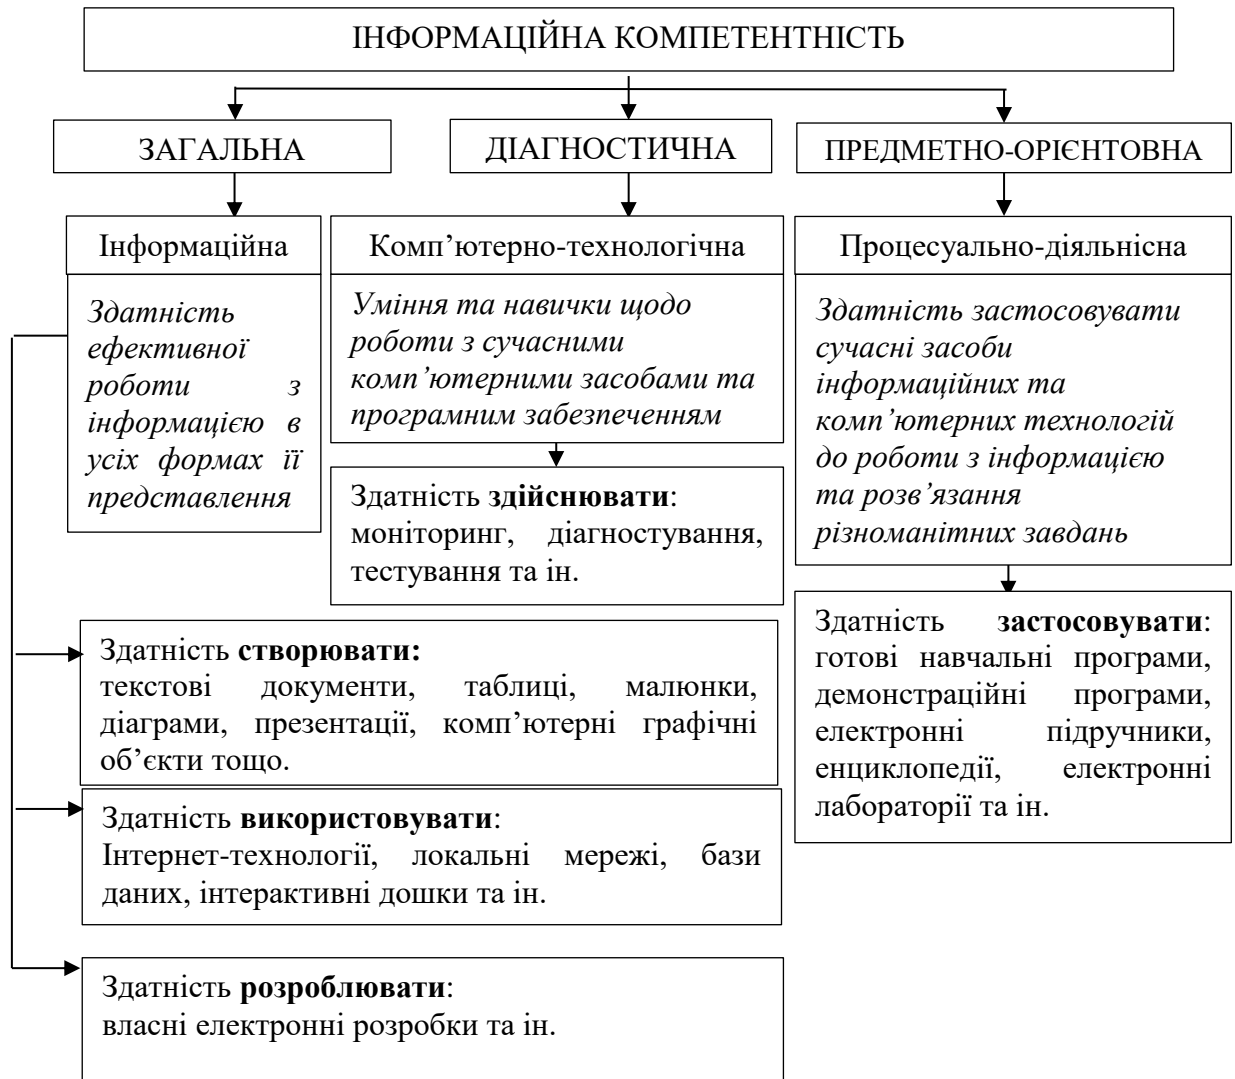 ІНФОРМАЦІЙНА КОМПЕТЕНТНІСТЬ
ЗАГАЛЬНА
ДІАГНОСТИЧНА
ПРЕДМЕТНО-ОРІЄНТОВНА
Інформаційна
Комп’ютерно-технологічна
Процесуально-діяльнісна
Здатність
ефективної
роботи з
інформацією в
усіх формах її
представлення
Уміння та навички щодо
роботи з сучасними
комп’ютерними засобами та
програмним забезпеченням
Здатність застосовувати
сучасні засоби
інформаційних та
комп’ютерних технологій
до роботи з інформацією
та розв’язання
різноманітних завдань
Здатність здійснювати:
моніторинг, діагностування,
тестування та ін.
Здатність застосовувати:
готові навчальні програми,
демонстраційні програми,
електронні підручники,
енциклопедії, електронні
лабораторії та ін.
Здатність створювати:
текстові документи, таблиці, малюнки,
діаграми, презентації, комп’ютерні графічні
об’єкти тощо.
Здатність використовувати:
Інтернет-технології, локальні мережі, бази
даних, інтерактивні дошки та ін.
Здатність розроблювати:
власні електронні розробки та ін.